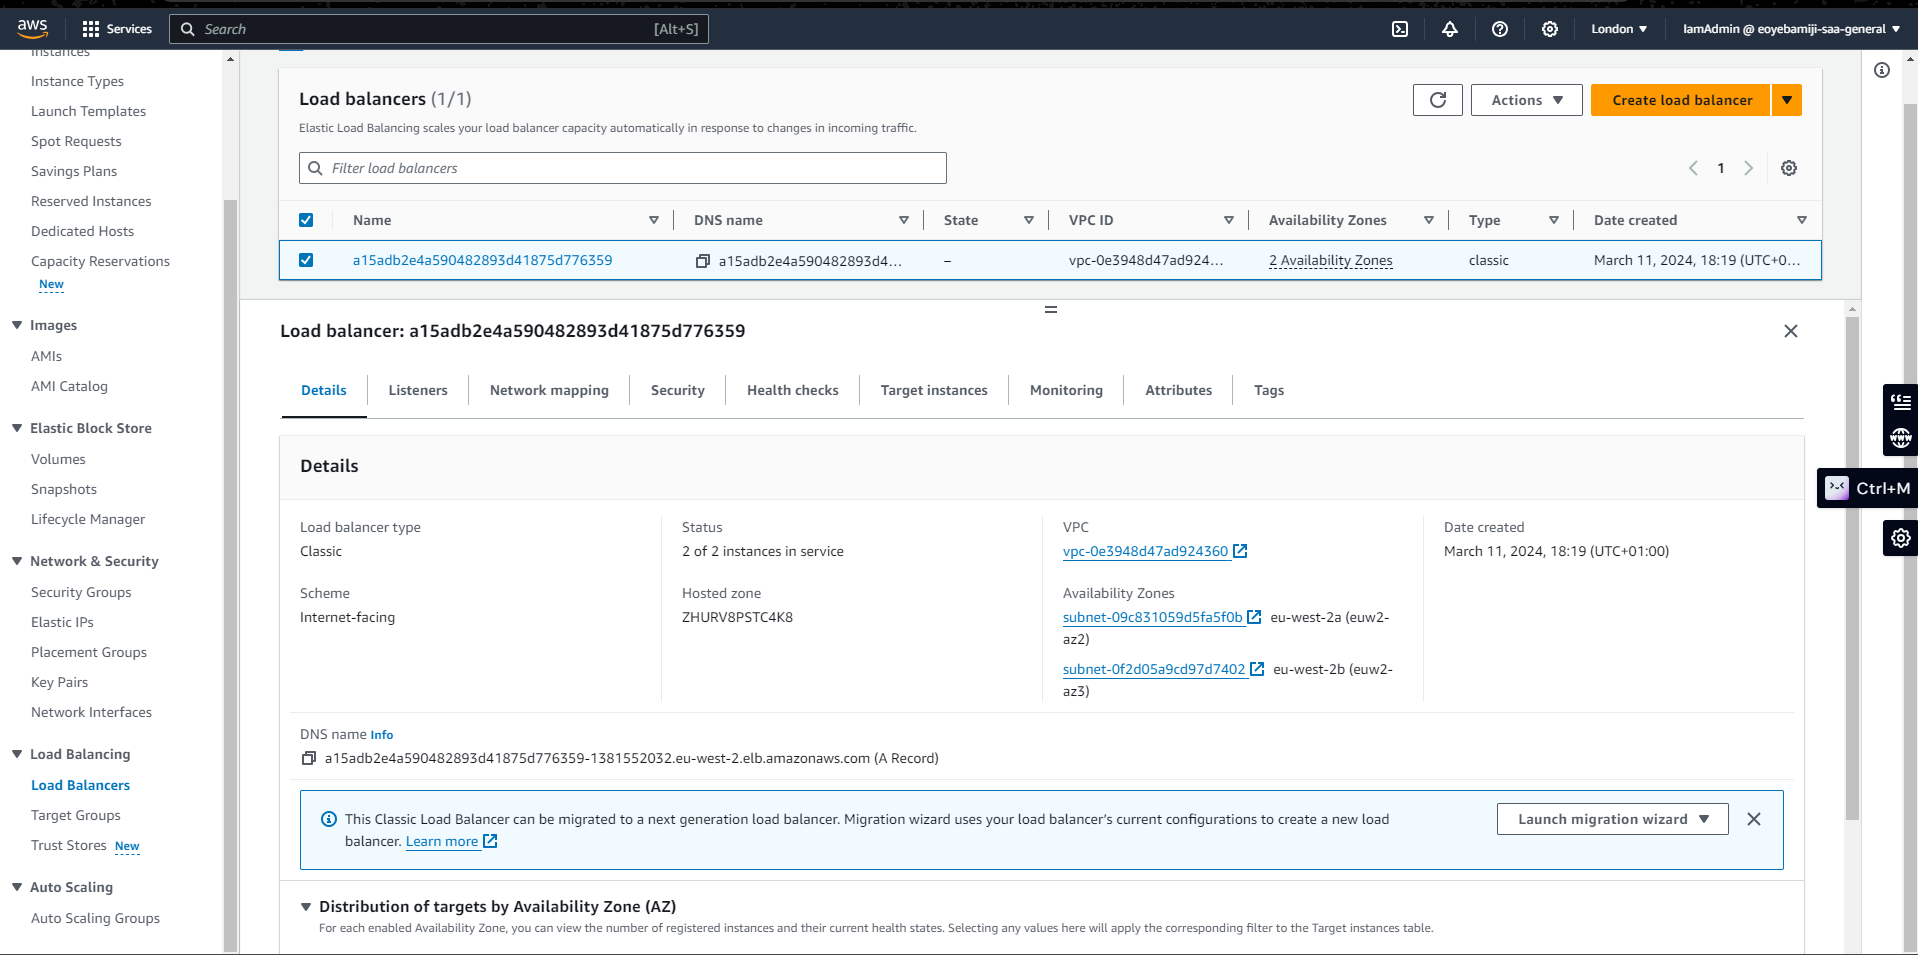 aws
Services
Search
[Alt+S]
London
IamAdmin @ eoyebamiji-saa-general
Instances
Instance Types
Launch Templates
Spot Requests
Savings Plans
Reserved Instances
Dedicated Hosts
Capacity Reservations
New
Images
AMIs
AMI Catalog
Elastic Block Store
Volumes
Snapshots
Lifecycle Manager
Network & Security
Security Groups
Elastic IPs
Placement Groups
Key Pairs
Network Interfaces
Load Balancing
Load Balancers
Target Groups
Trust Stores New
Auto Scaling
Auto Scaling Groups
Load balancers (1/1)
Actions
Create load balancer
Elastic Load Balancing scales your load balancer capacity automatically in response to changes in incoming traffic.
Filter load balancers
1
Name DNS name State VPC ID Availability Zones Type Date created
a15adb2e4a590482893d41875d776359 a15adb2e4a590482893d4... – vpc-0e3948d47ad924... 2 Availability Zones classic March 11, 2024, 18:19 (UTC+0...
Load balancer: a15adb2e4a590482893d41875d776359
Details Listeners Network mapping Security Health checks Target instances Monitoring Attributes Tags
Details
Load balancer type
Classic
Scheme
Internet-facing
Status
2 of 2 instances in service
Hosted zone
ZHURV8PSTC4K8
VPC
vpc-0e3948d47ad924360
Availability Zones
subnet-09c831059d5fa5f0b eu-west-2a (euw2-
az2)
subnet-0f2d05a9cd97d7402 eu-west-2b (euw2-
az3)
Date created
March 11, 2024, 18:19 (UTC+01:00)
DNS name Info
a15adb2e4a590482893d41875d776359-1381552032.eu-west-2.elb.amazonaws.com (A Record)
This Classic Load Balancer can be migrated to a next generation load balancer. Migration wizard uses your load balancer's current configurations to create a new load
balancer. Learn more
Launch migration wizard
Distribution of targets by Availability Zone (AZ)
For each enabled Availability Zone, you can view the number of registered instances and their current health states. Selecting any values here will apply the corresponding filter to the Target instances table.
www
Ctrl+M